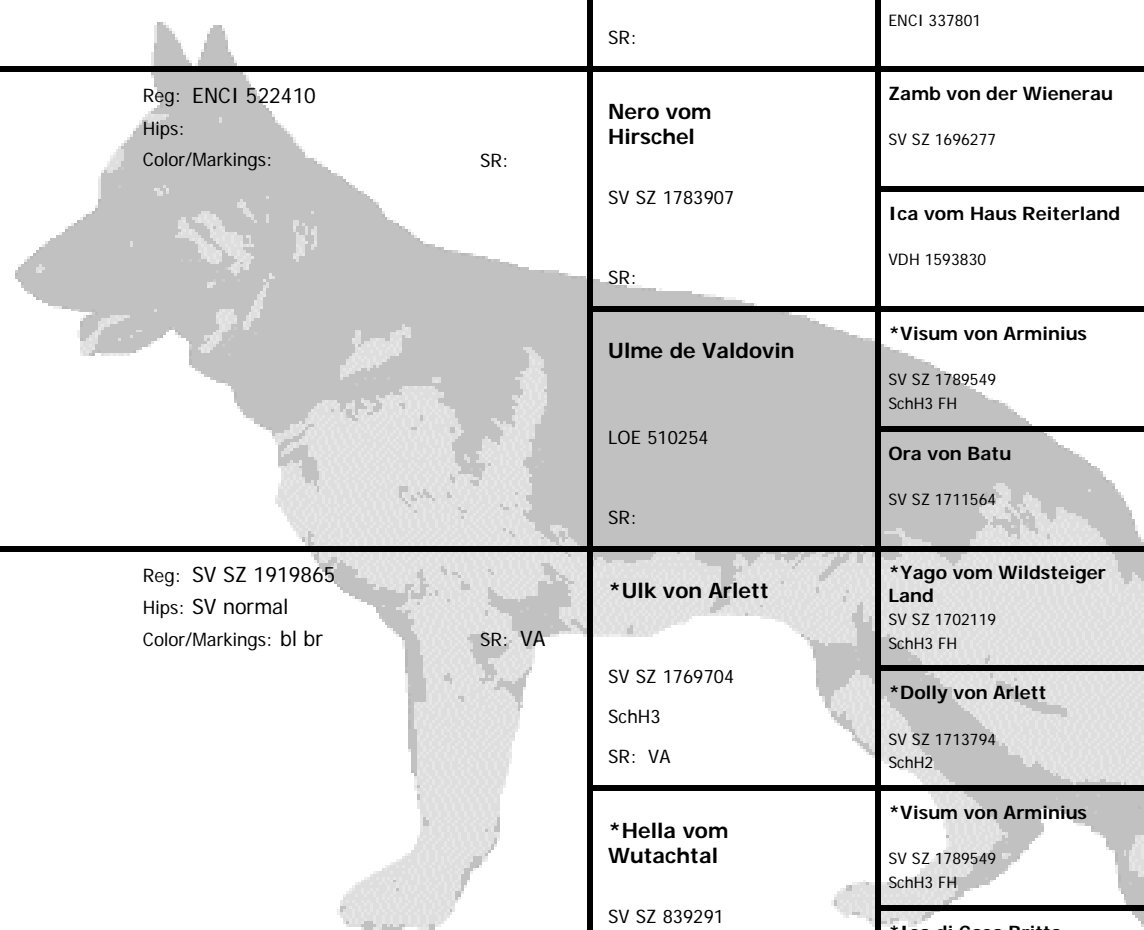 SR:
ENCI 337801
Reg: ENCI 522410
Hips:
Color/Markings: SR:
Nero vom
Hirschel
SV SZ 1783907
SR:
Zamb von der Wienerau
SV SZ 1696277
Ica vom Haus Reiterland
VDH 1593830
Ulme de Valdovin
LOE 510254
SR:
*Visum von Arminius
SV SZ 1789549
SchH3 FH
Ora von Batu
SV SZ 1711564
Reg: SV SZ 1919865
Hips: SV normal
Color/Markings: bl br SR: VA
*Ulk von Arlett
SV SZ 1769704
SchH3
SR: VA
*Yago vom Wildsteiger
Land
SV SZ 1702119
SchH3 FH
*Dolly von Arlett
SV SZ 1713794
SchH2
*Hella vom
Wutachtal
SV SZ 839291
*Visum von Arminius
SV SZ 1789549
SchH3 FH